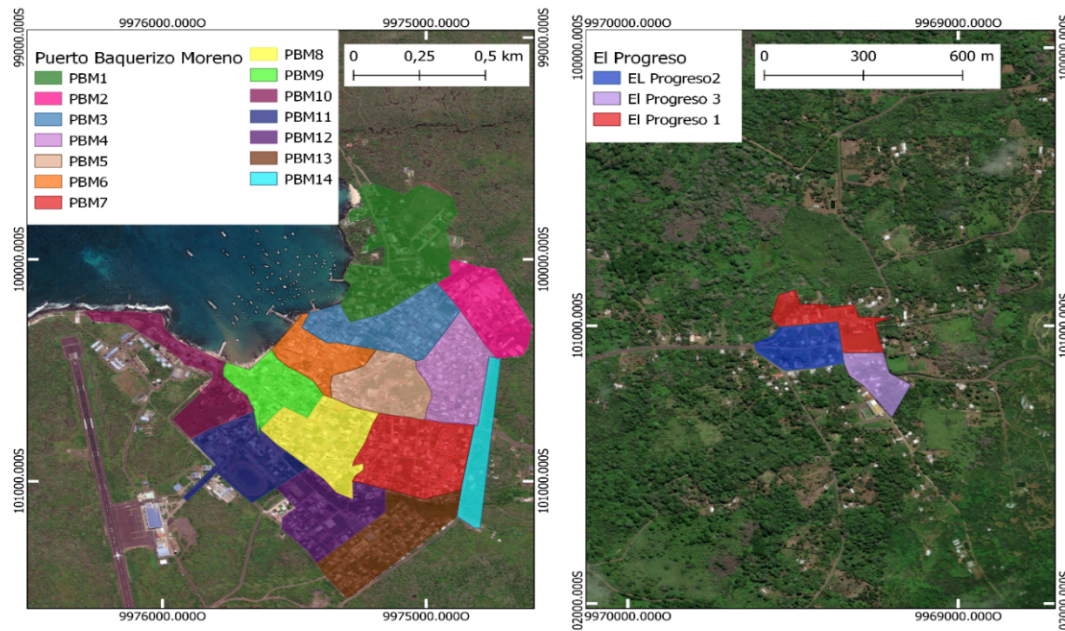 9976000.000O
9975000.000O
99000.000S
Puerto Baquerizo Moreno
PBM1
PBM2
PBM3
PBM4
PBM5
PBM6
PBM7
PBM8
PBM9
PBM10
PBM11
PBM12
PBM13
PBM14
0 0,25 0,5 km
100000.000S
100000.000S
101000.000S
101000.000S
9976000.000O
9975000.000O
9970000.000O
9969000.000O
El Progreso
EL Progreso2
El Progreso 3
El Progreso 1
0 300 600 m
100000.000S
100000.000S
101000.000S
101000.000S
02000.000S
9970000.000O
9969000.000O